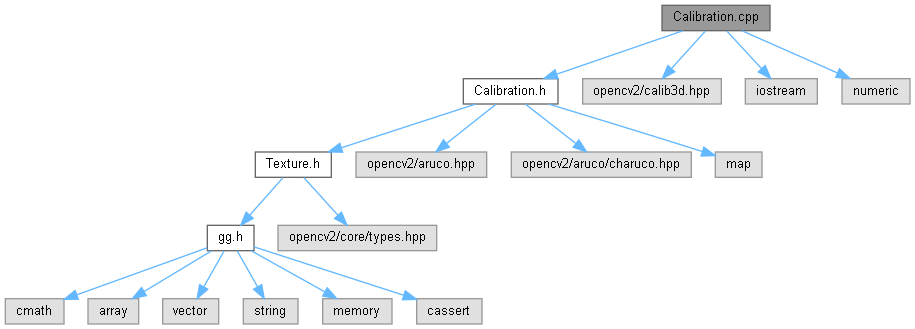 Calibration.cpp
Calibration.h
opencv2/calib3d.hpp
iostream
numeric
Texture.h
opencv2/aruco.hpp
opencv2/aruco/charuco.hpp
map
gg.h
opencv2/core/types.hpp
cmath
array
vector
string
memory
cassert